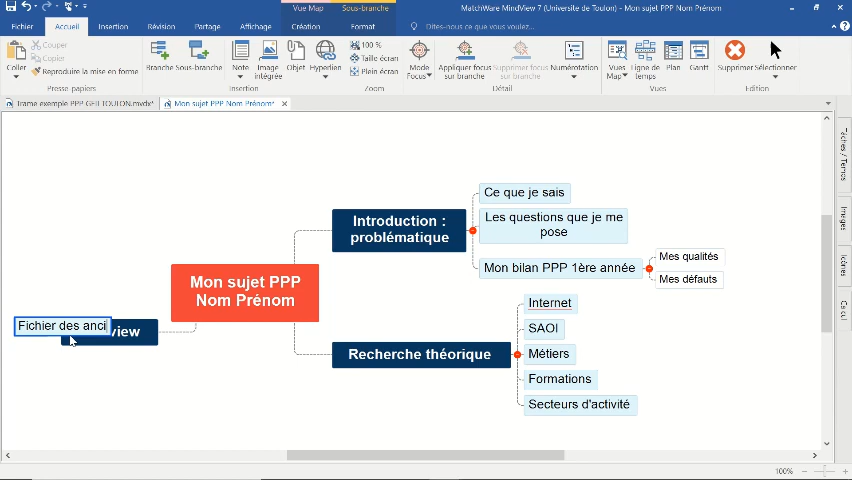 Vue Map Sous-branche MatchWare MindView 7 (Universite de Toulon) - Mon sujet PPP Nom Prénom
Fichier Accueil Insertion Révision Partage Affichage Création Format Dites-nous ce que vous voulez...
Coller
Couper
Copier
Reproduire la mise en forme
Presse-papiers
Branche Sous-branche
Note Image intégrée Objet Hyperlien
Insertion
100 %
Taille écran
Plein écran
Zoom
Mode Focus
Appliquer focus sur branche
Supprimer focus sur branche
Numérotation
Détail
Vues Map
Ligne de temps
Plan
Gantt
Vues
Supprimer Sélectionner
Edition
Trame exemple PPP GEII TOULON.mvdx*
Mon sujet PPP Nom Prénom*
Tâches / Temps
Images
Icônes
Calcul
Mon sujet PPP
Nom Prénom
Introduction :
problématique
Ce que je sais
Les questions que je me
pose
Mon bilan PPP 1ère année
Mes qualités
Mes défauts
Recherche théorique
Internet
SAOI
Métiers
Formations
Secteurs d'activité
Fichier des anci
view
100%